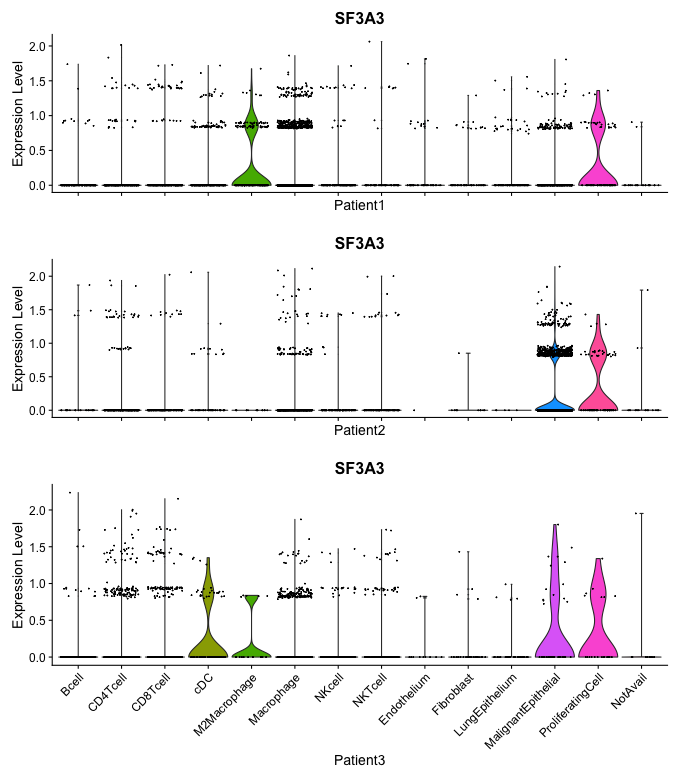 SF3A3
Expression Level
2.0
1.5
1.0
0.5
0.0
Patient1
SF3A3
Expression Level
2.0
1.5
1.0
0.5
0.0
Patient2
SF3A3
Expression Level
2.0
1.5
1.0
0.5
0.0
Bcell
CD4Tcell
CD8Tcell
cDC
M2Macrophage
Macrophage
NKcell
NKTcell
Endothelium
Fibroblast
LungEpithelium
MalignantEpithelial
ProliferatingCell
NotAvail
Patient3